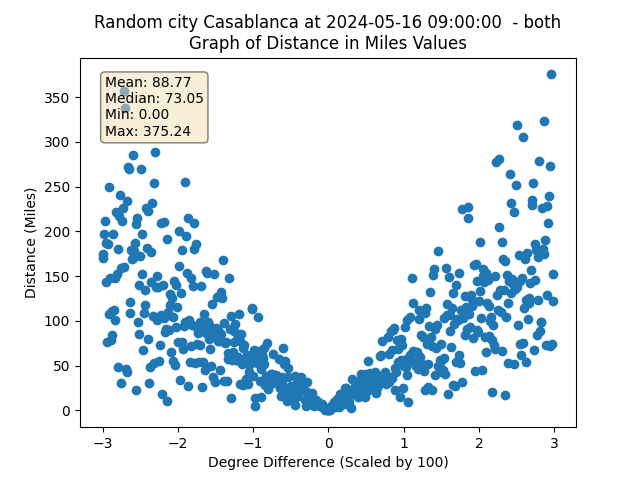 Random city Casablanca at 2024-05-16 09:00:00  - both
Graph of Distance in Miles Values
Mean: 88.77
Median: 73.05
Min: 0.00
Max: 375.24
Distance (Miles)
350
300
250
200
150
100
50
0
−3 −2 −1 0 1 2 3
Degree Difference (Scaled by 100)